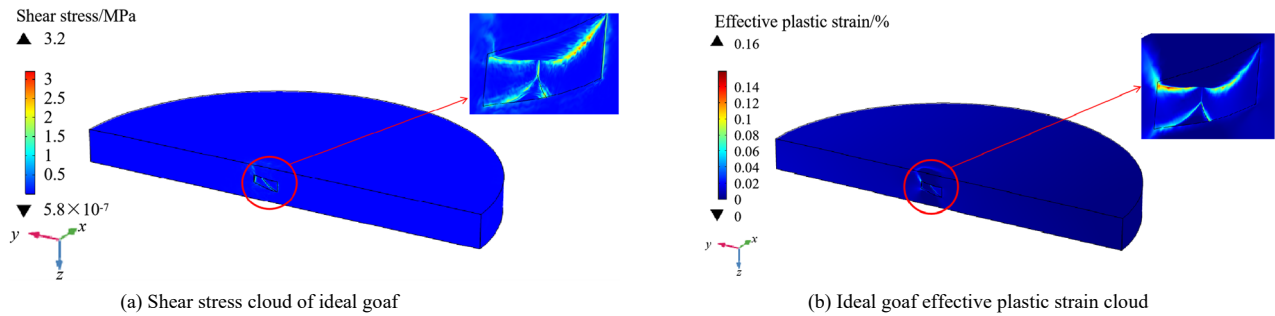 Shear stress/MPa
3.2
3
2.5
2
1.5
1
0.5
5.8×10⁻⁷
y
x
z
(a) Shear stress cloud of ideal goaf
Effective plastic strain/%
0.16
0.14
0.12
0.10
0.08
0.06
0.04
0.02
0
0
y
x
z
(b) Ideal goaf effective plastic strain cloud